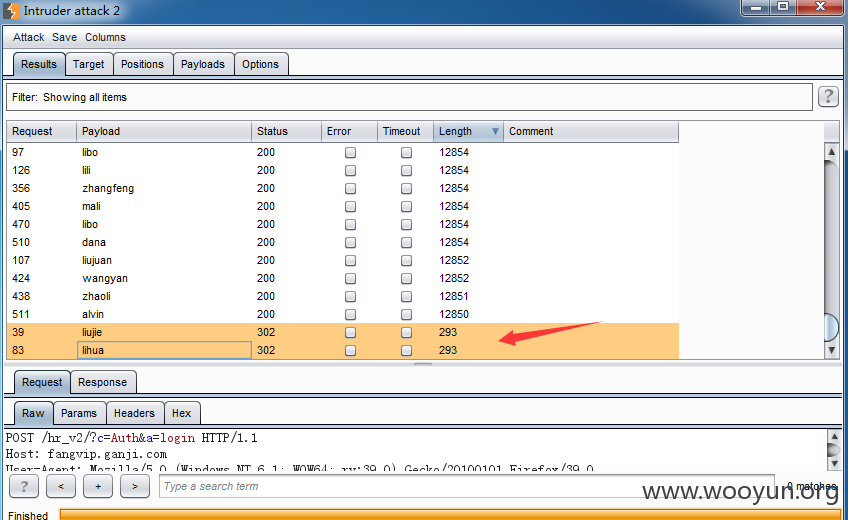 Intruder attack 2
Attack Save Columns
Results Target Positions Payloads Options
Filter: Showing all items ?
Request Payload Status Error Timeout Length Comment
97 libo 200 12854
126 lili 200 12854
356 zhangfeng 200 12854
405 mali 200 12854
470 libo 200 12854
510 dana 200 12854
107 liujuan 200 12852
424 wangyan 200 12852
438 zhaoli 200 12851
511 alvin 200 12850
39 liujie 302 293
83 lihua 302 293
Request Response
Raw Params Headers Hex
POST /hr_v2/?c=Auth&a=login HTTP/1.1
Host: fangvip.ganji.com
User-Agent: Mozilla/5.0 (Windows NT 6.1; WOW64; rv:39.0) Gecko/20100101 Firefox/39.0
? < + > Type a search term 0 matches
www.wooyun.org
Finished